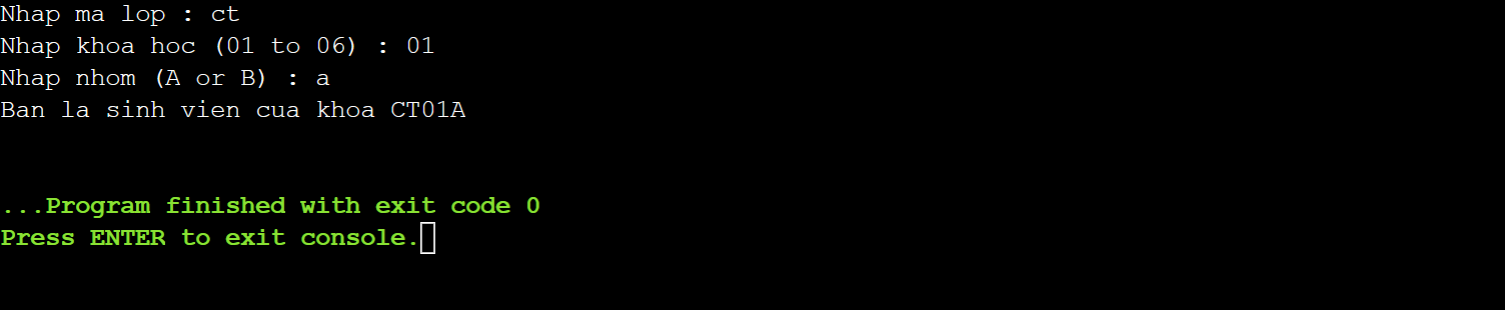 Nhap ma lop : ct
Nhap khoa hoc (01 to 06) : 01
Nhap nhom (A or B) : a
Ban la sinh vien cua khoa CT01A
...Program finished with exit code 0
Press ENTER to exit console.